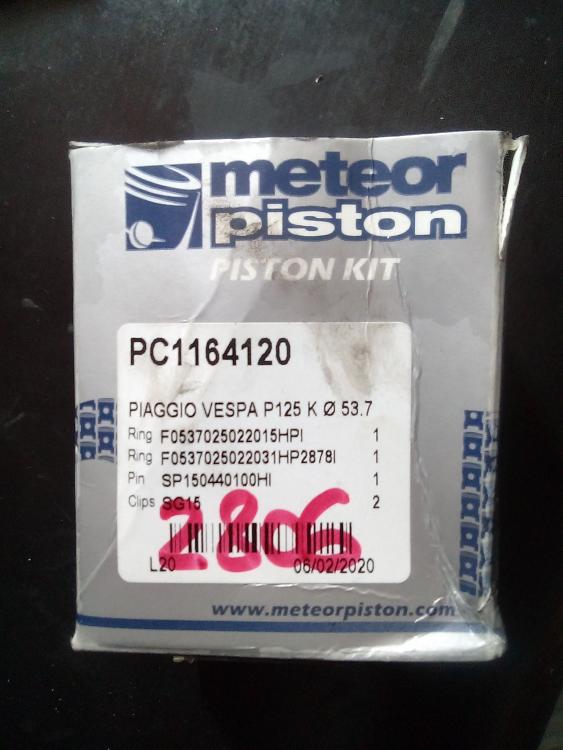 meteor
piston
PISTON KIT
PC1164120
PIAGGIO VESPA P125 K Ø 53.7
Ring F0537025022015HPI 1
Ring F0537025022031HP2878I 1
Pin SP150440100HI 1
Clips SG15 2
2806
L20 06/02/2020
www.meteorpiston.com